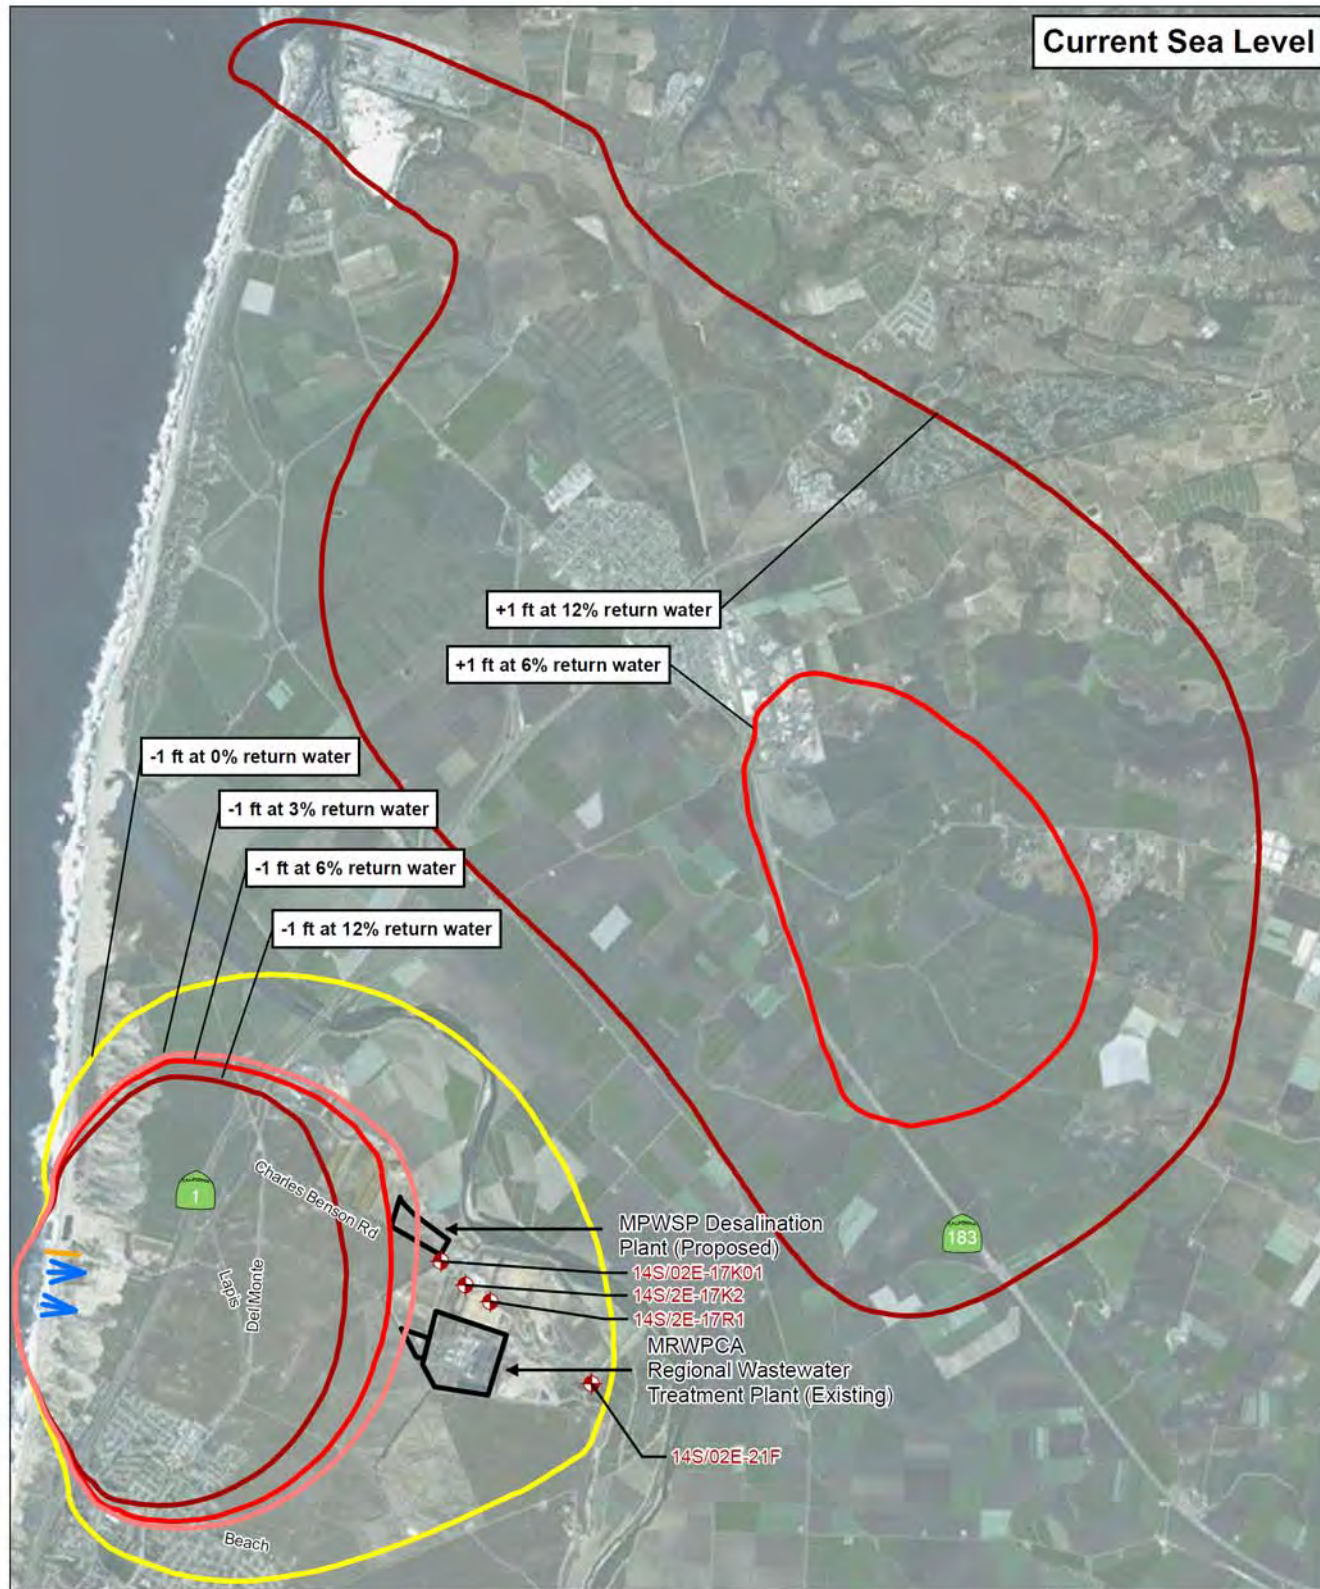 Current Sea Level
+1 ft at 12% return water
+1 ft at 6% return water
-1 ft at 0% return water
-1 ft at 3% return water
-1 ft at 6% return water
-1 ft at 12% return water
CALIFORNIA
1
Charles Benson Rd
Lapis
Del Monte
MPWSP Desalination
Plant (Proposed)
14S/02E-17K01
14S/2E-17K2
14S/2E-17R1
MRWPCA
Regional Wastewater
Treatment Plant (Existing)
14S/02E-21F
CALIFORNIA
183
Beach